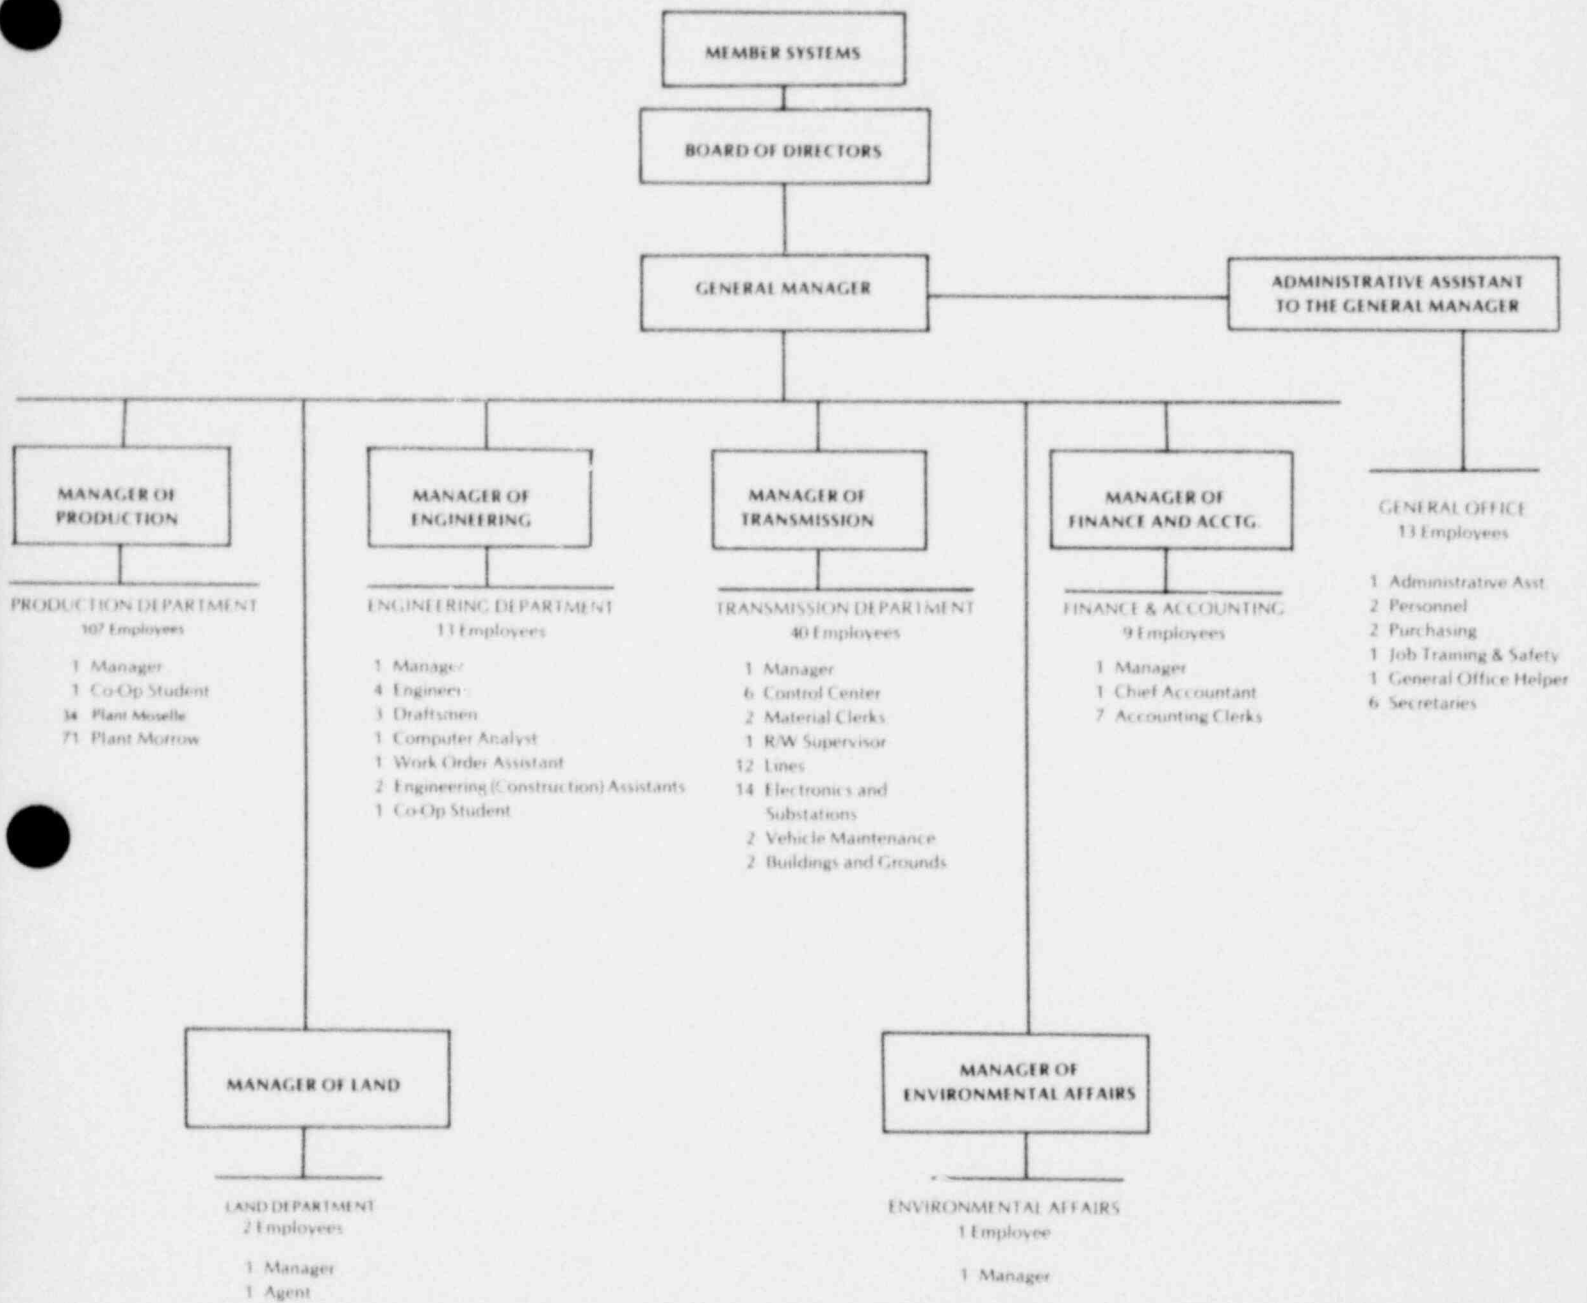 MEMBER SYSTEMS
BOARD OF DIRECTORS
GENERAL MANAGER
ADMINISTRATIVE ASSISTANT
TO THE GENERAL MANAGER
MANAGER OF
PRODUCTION
PRODUCTION DEPARTMENT
107 Employees
1 Manager
1 Co-Op Student
34 Plant Moselle
71 Plant Morrow
MANAGER OF
ENGINEERING
ENGINEERING DEPARTMENT
13 Employees
1 Manager
4 Engineers
3 Draftsmen
1 Computer Analyst
1 Work Order Assistant
2 Engineering (Construction) Assistants
1 Co-Op Student
MANAGER OF
TRANSMISSION
TRANSMISSION DEPARTMENT
40 Employees
1 Manager
6 Control Center
2 Material Clerks
1 R/W Supervisor
12 Lines
14 Electronics and
Substations
2 Vehicle Maintenance
2 Buildings and Grounds
MANAGER OF
FINANCE AND ACCTG.
FINANCE & ACCOUNTING
9 Employees
1 Manager
1 Chief Accountant
7 Accounting Clerks
GENERAL OFFICE
13 Employees
1 Administrative Asst.
2 Personnel
2 Purchasing
1 Job Training & Safety
1 General Office Helper
6 Secretaries
MANAGER OF LAND
LAND DEPARTMENT
2 Employees
1 Manager
1 Agent
MANAGER OF
ENVIRONMENTAL AFFAIRS
ENVIRONMENTAL AFFAIRS
1 Employee
1 Manager